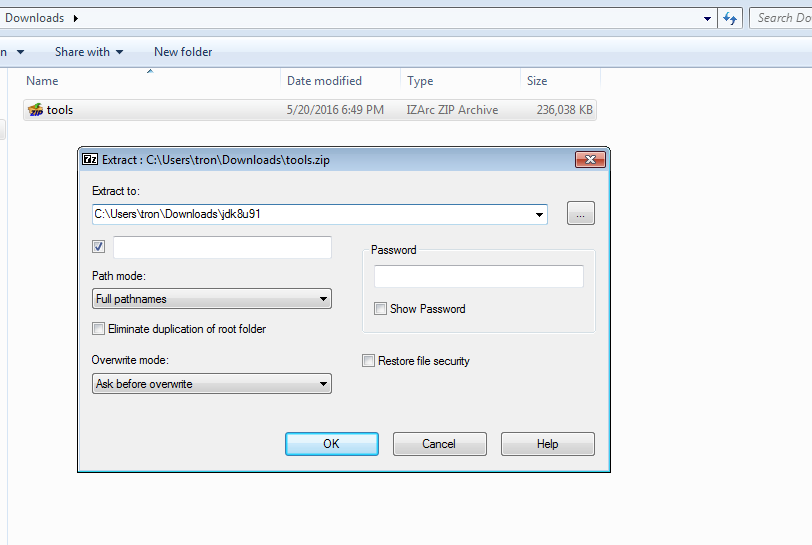 Downloads
Search Do
n
Share with
New folder
Name
Date modified
Type
Size
ZIP
tools
5/20/2016 6:49 PM
IZArc ZIP Archive
236,038 KB
7z
Extract : C:\Users\tron\Downloads\tools.zip
Extract to:
C:\Users\tron\Downloads\jdk8u91
...
Password
Path mode:
Full pathnames
Show Password
Eliminate duplication of root folder
Overwrite mode:
Restore file security
Ask before overwrite
OK
Cancel
Help